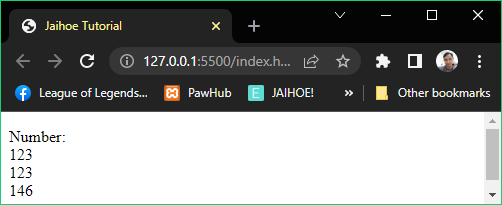 Jaihoe Tutorial
127.0.0.1:5500/index.h...
League of Legends...
PawHub
JAIHOE!
Other bookmarks
Number:
123
123
146